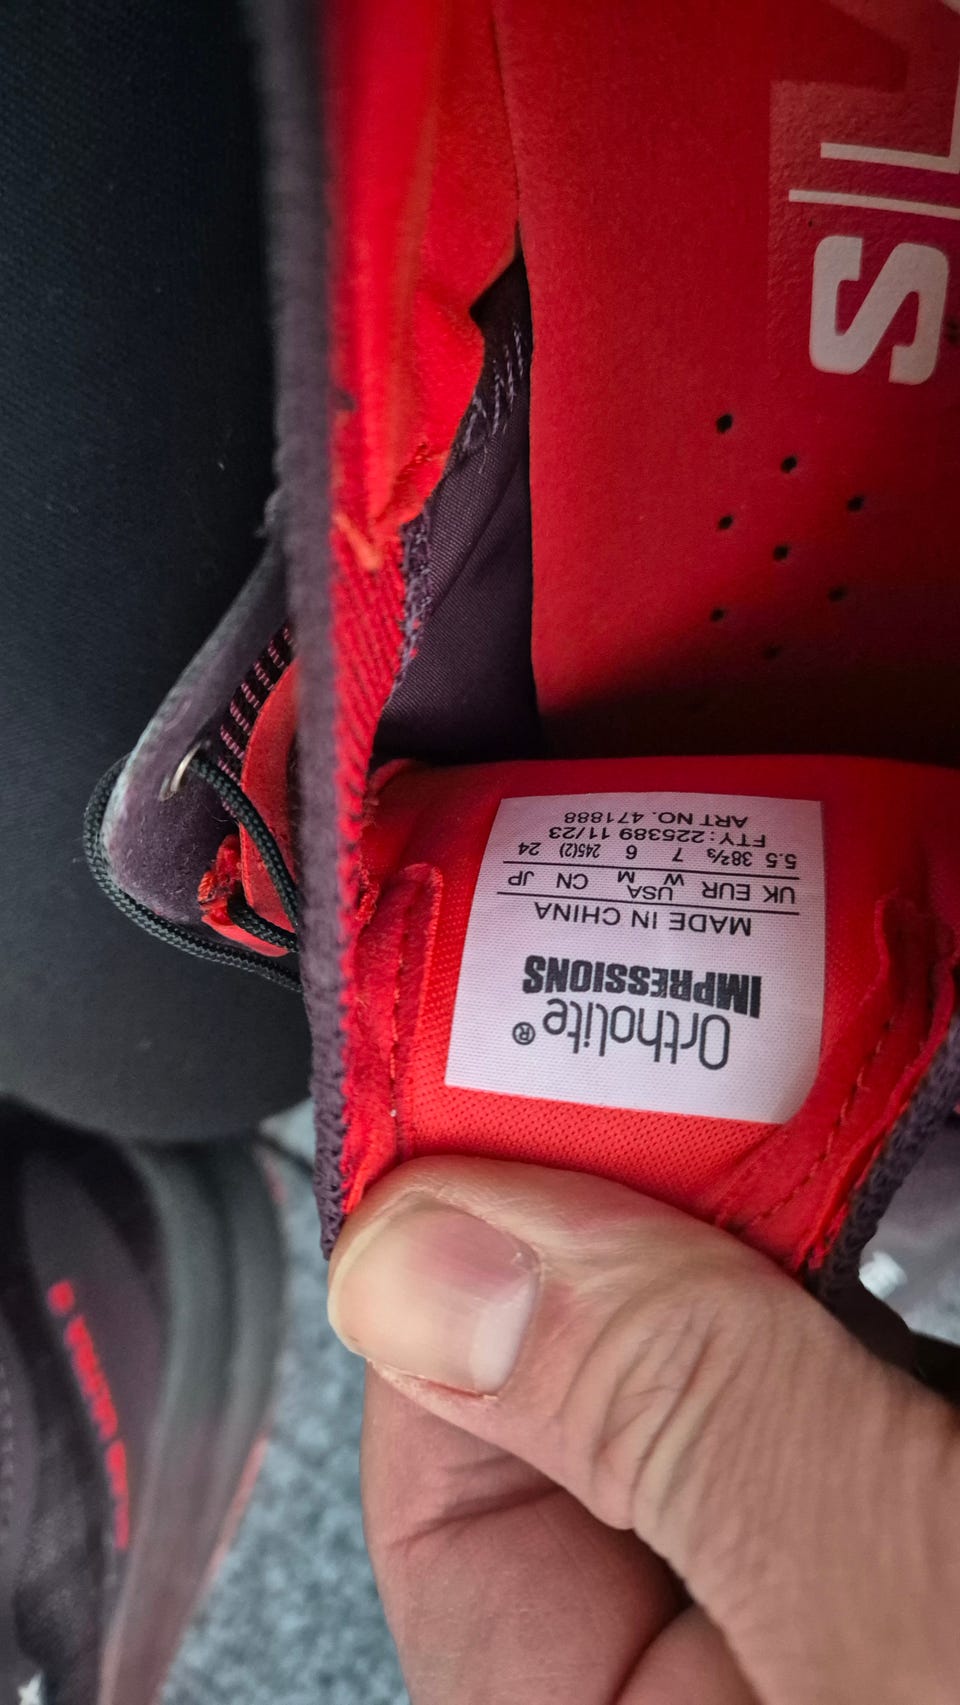 Ortholite®
IMPRESSIONS
MADE IN CHINA
UK EUR USA CN JP
W M
5.5 38⅔ 7 6 245(2) 24
FTY: 225389 11/23
ART NO. 471888
S